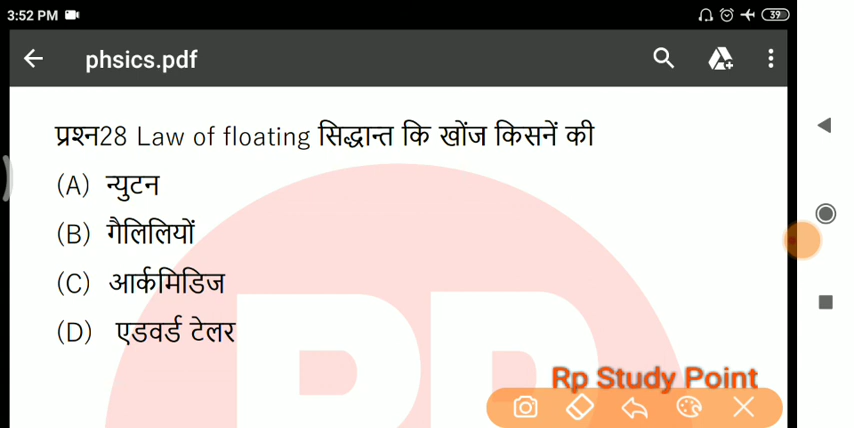 3:52 PM
39
phsics.pdf
प्रश्न28 Law of floating सिद्धान्त कि खोंज किसनें की
(A) न्युटन
(B) गैलिलियों
(C) आर्कमिडिज
(D) एडवर्ड टेलर
Rp Study Point